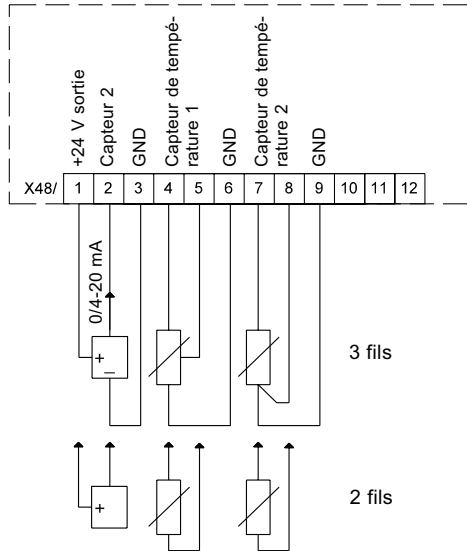 +24 V sortie
Capteur 2
GND
Capteur de tempé-
rature 1
GND
Capteur de tempé-
rature 2
GND
X48/ 1 2 3 4 5 6 7 8 9 10 11 12
0/4-20 mA
+
–
3 fils
+
2 fils